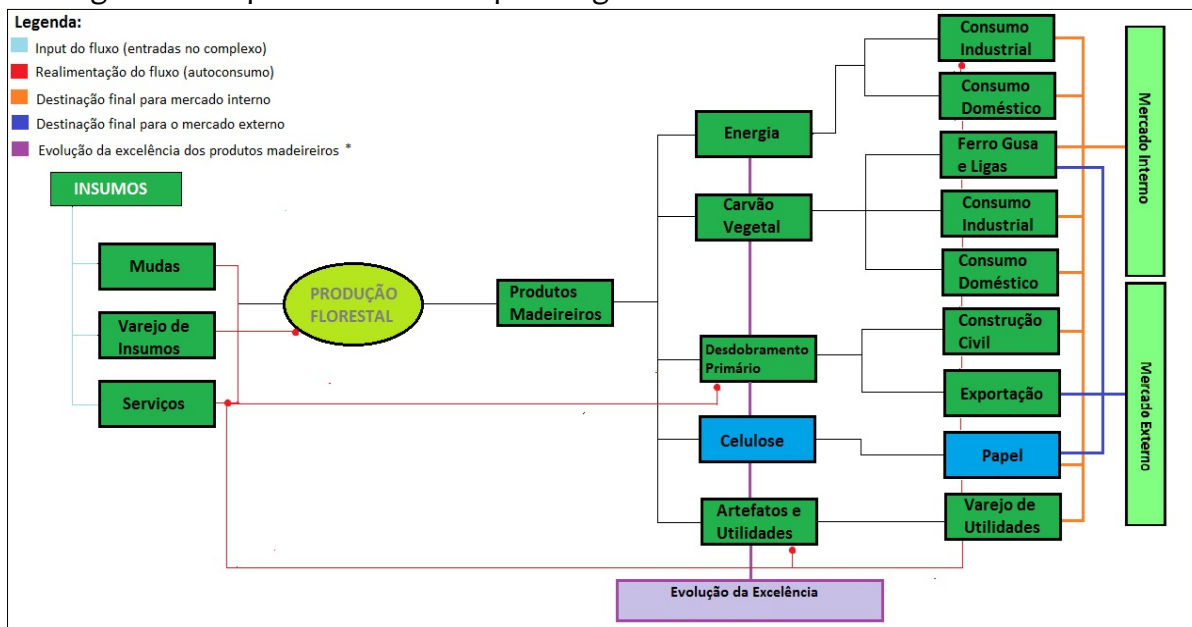 Legenda:
Input do fluxo (entradas no complexo)
Realimentação do fluxo (autoconsumo)
Destinação final para mercado interno
Destinação final para o mercado externo
Evolução da excelência dos produtos madeireiros *
INSUMOS
Mudas
Varejo de
Insumos
Serviços
PRODUÇÃO
FLORESTAL
Produtos
Madeireiros
Energia
Carvão
Vegetal
Desdobramento
Primário
Celulose
Artefatos e
Utilidades
Consumo
Industrial
Consumo
Doméstico
Ferro Gusa
e Ligas
Consumo
Industrial
Consumo
Doméstico
Construção
Civil
Exportação
Papel
Varejo de
Utilidades
Mercado Interno
Mercado Externo
Evolução da Excelência